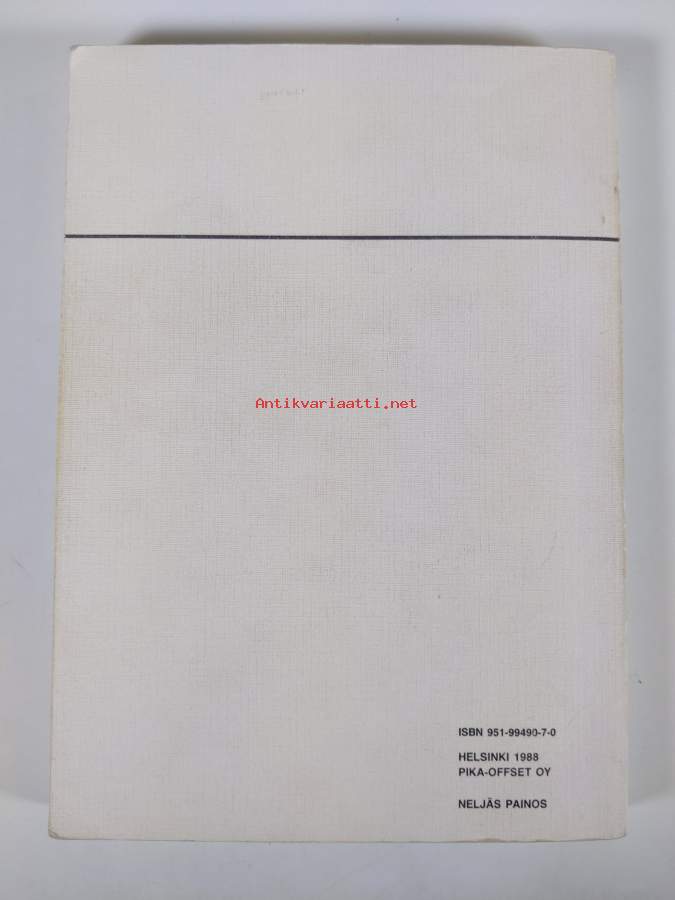 Antikvariaatti.net
ISBN 951-99490-7-0
HELSINKI 1988
PIKA-OFFSET OY
NELJÄS PAINOS